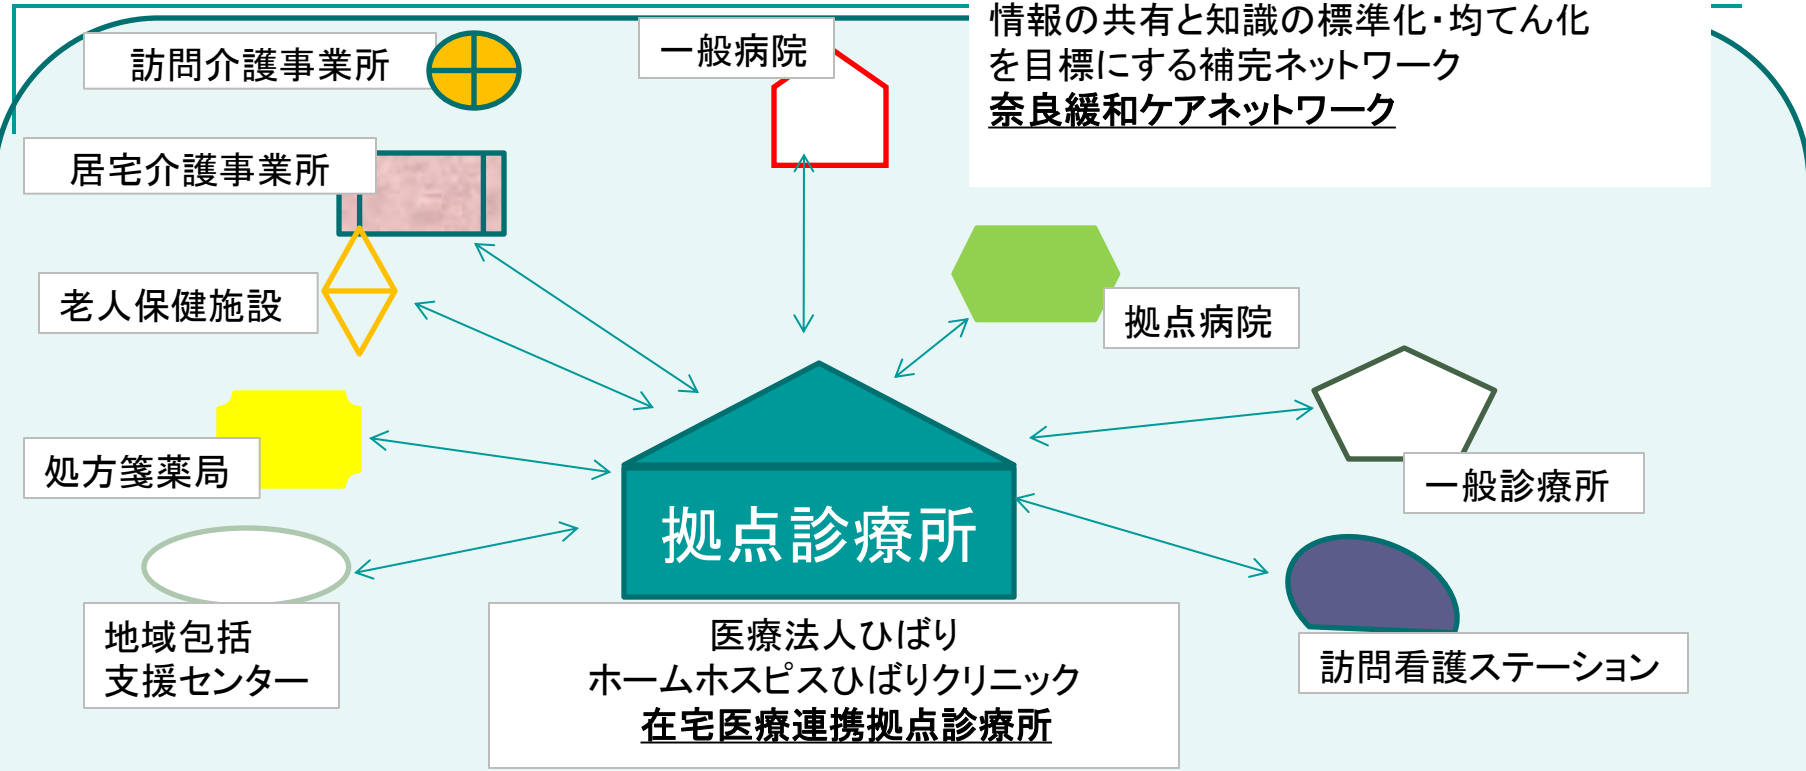 情報の共有と知識の標準化・均てん化
を目標にする補完ネットワーク
奈良緩和ケアネットワーク
訪問介護事業所
一般病院
居宅介護事業所
老人保健施設
拠点病院
処方箋薬局
一般診療所
拠点診療所
地域包括
支援センター
医療法人ひばり
ホームホスピスひばりクリニック
在宅医療連携拠点診療所
訪問看護ステーション